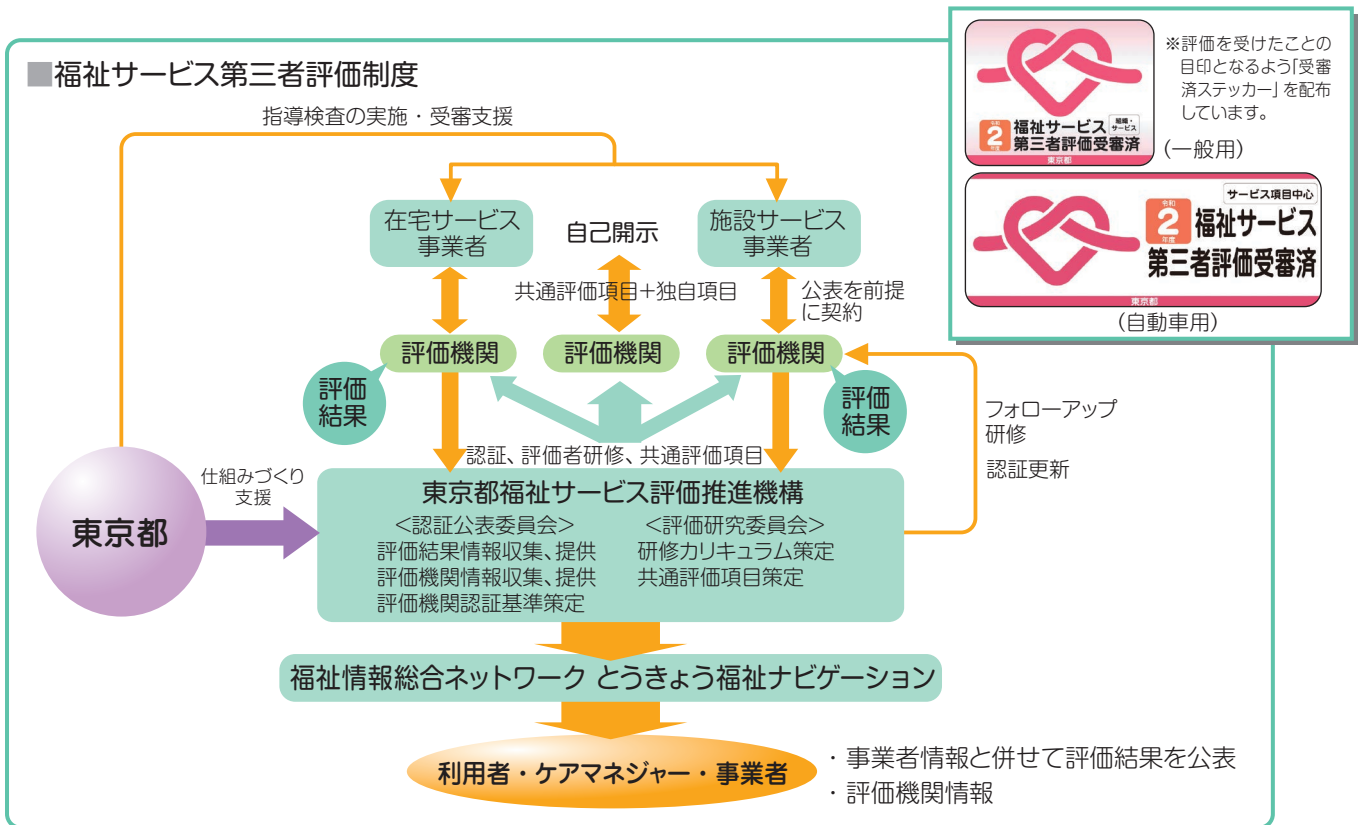 ■福祉サービス第三者評価制度
指導検査の実施・受審支援
在宅サービス
事業者
自己開示
施設サービス
事業者
共通評価項目+独自項目
公表を前提
に契約
評価機関
評価機関
評価機関
評価
結果
評価
結果
フォローアップ
研修
認証更新
認証、評価者研修、共通評価項目
東京都
仕組みづくり
支援
東京都福祉サービス評価推進機構
<認証公表委員会>
評価結果情報収集、提供
評価機関情報収集、提供
評価機関認証基準策定
<評価研究委員会>
研修カリキュラム策定
共通評価項目策定
福祉情報総合ネットワーク とうきょう福祉ナビゲーション
利用者・ケアマネジャー・事業者
・事業者情報と併せて評価結果を公表
・評価機関情報
令和
2
年度
福祉サービス
組織・
サービス
第三者評価受審済
東京都
※評価を受けたことの
目印となるよう「受審
済ステッカー」を配布
しています。
(一般用)
サービス項目中心
令和
2
年度
福祉サービス
第三者評価受審済
東京都
(自動車用)